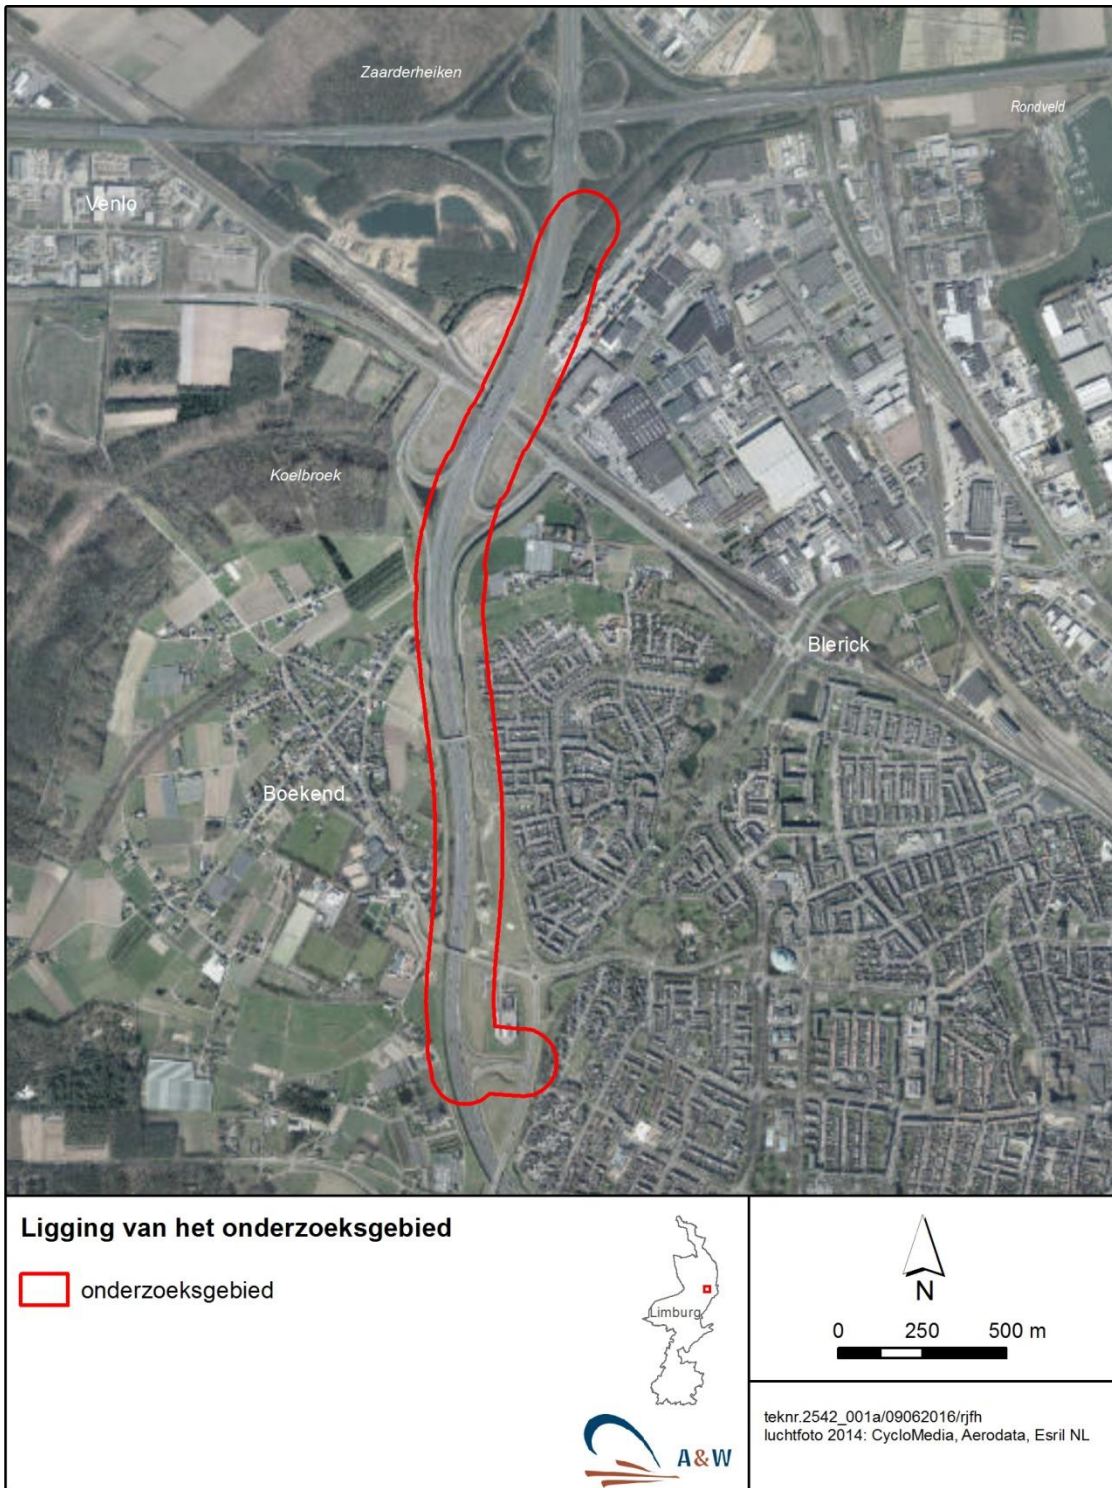 Zaarderheiken
Rondveld
Venlo
Koelbroek
Blerick
Boekend
Ligging van het onderzoeksgebied
onderzoeksgebied
Limburg
N
0 250 500 m
A&W
teknr.2542_001a/09062016/rjfh
luchtfoto 2014: CycloMedia, Aerodata, Esril NL